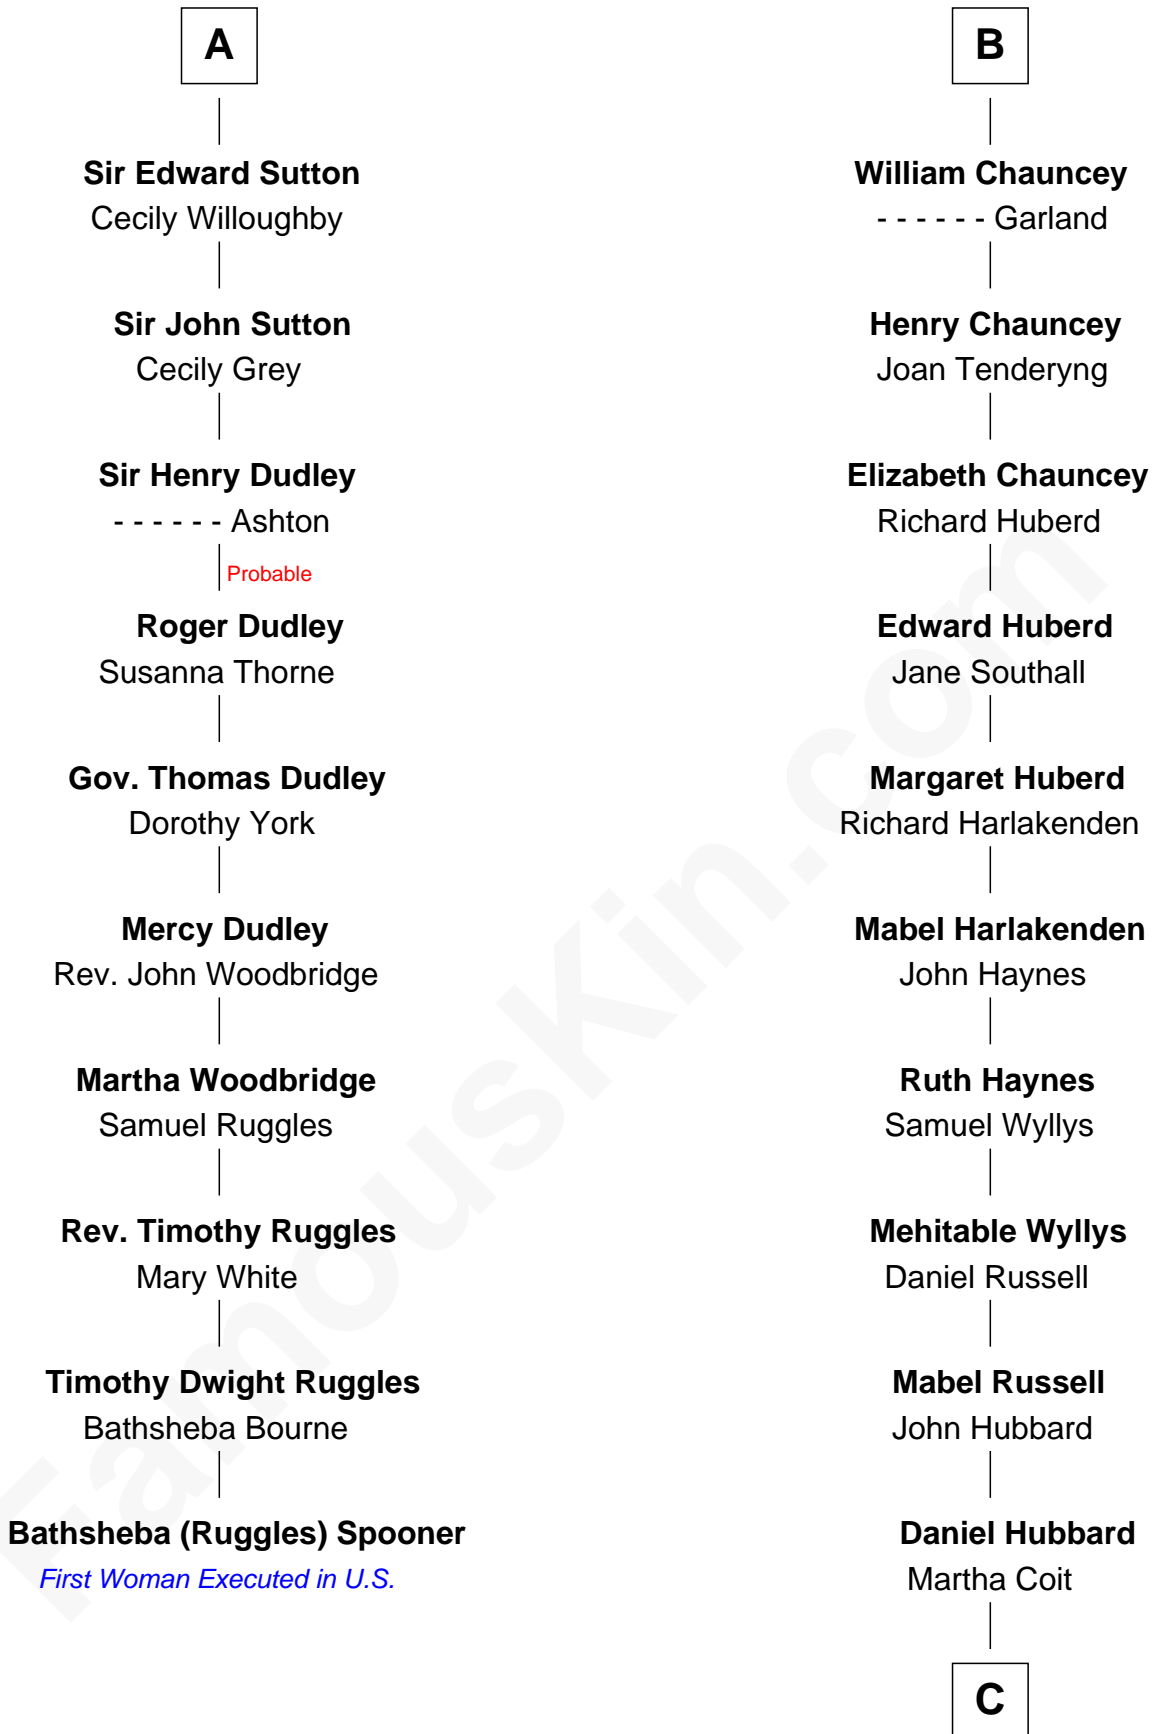 A
Sir Edward Sutton
Cecily Willoughby
Sir John Sutton
Cecily Grey
Sir Henry Dudley
- - - - - - Ashton
Probable
Roger Dudley
Susanna Thorne
Gov. Thomas Dudley
Dorothy York
Mercy Dudley
Rev. John Woodbridge
Martha Woodbridge
Samuel Ruggles
Rev. Timothy Ruggles
Mary White
Timothy Dwight Ruggles
Bathsheba Bourne
Bathsheba (Ruggles) Spooner
First Woman Executed in U.S.
B
William Chauncey
- - - - - - Garland
Henry Chauncey
Joan Tenderyng
Elizabeth Chauncey
Richard Huberd
Edward Huberd
Jane Southall
Margaret Huberd
Richard Harlakenden
Mabel Harlakenden
John Haynes
Ruth Haynes
Samuel Wyllys
Mehitable Wyllys
Daniel Russell
Mabel Russell
John Hubbard
Daniel Hubbard
Martha Coit
C
FamousKin.com